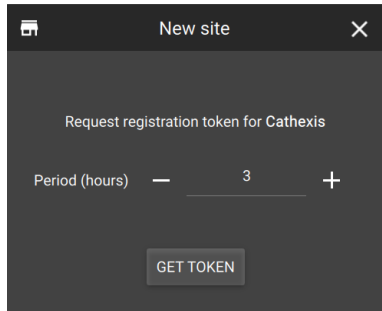 New site
Request registration token for Cathexis
Period (hours) 3
GET TOKEN